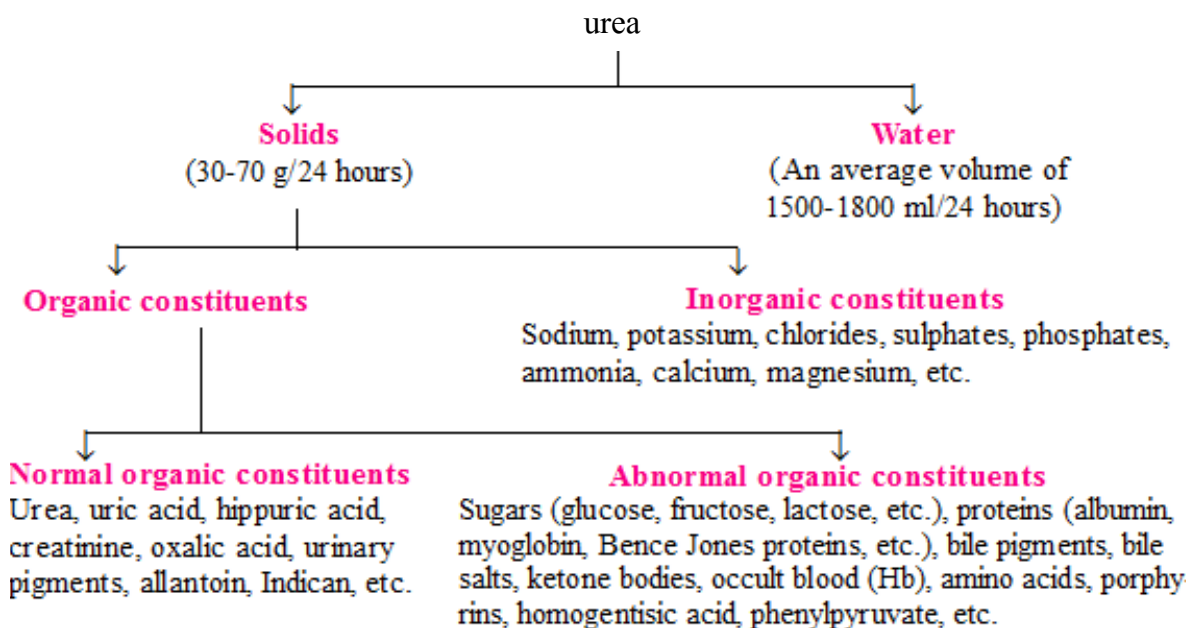 urea
Solids
(30-70 g/24 hours)
Water
(An average volume of
1500-1800 ml/24 hours)
Organic constituents
Inorganic constituents
Sodium, potassium, chlorides, sulphates, phosphates,
ammonia, calcium, magnesium, etc.
Normal organic constituents
Urea, uric acid, hippuric acid,
creatinine, oxalic acid, urinary
pigments, allantoin, Indican, etc.
Abnormal organic constituents
Sugars (glucose, fructose, lactose, etc.), proteins (albumin,
myoglobin, Bence Jones proteins, etc.), bile pigments, bile
salts, ketone bodies, occult blood (Hb), amino acids, porphy-
rins, homogentisic acid, phenylpyruvate, etc.